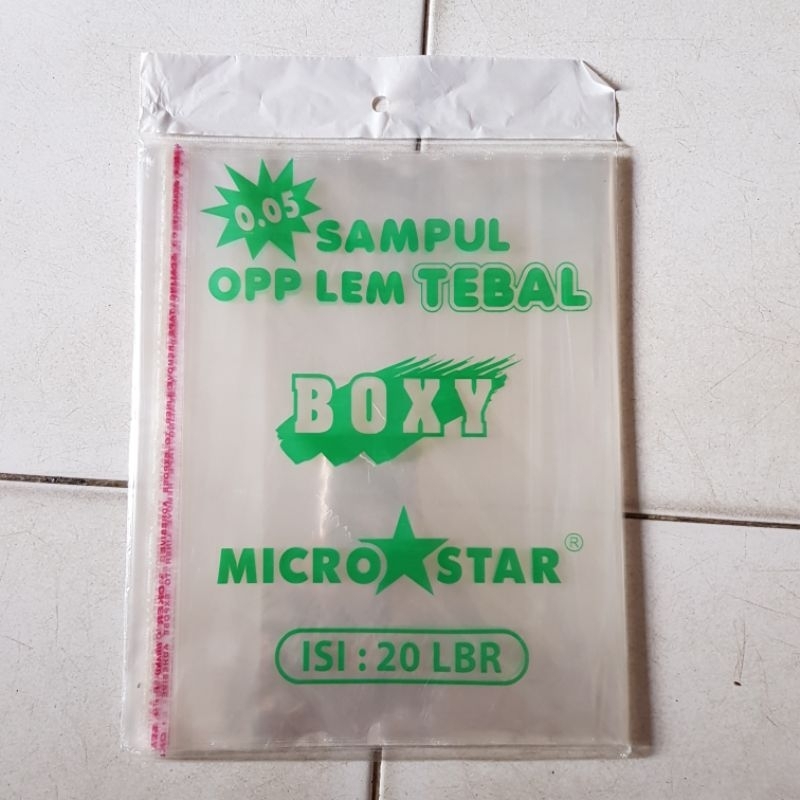 0.05
SAMPUL
OPP LEM TEBAL
BOXY
MICRO STAR ®
ISI : 20 LBR